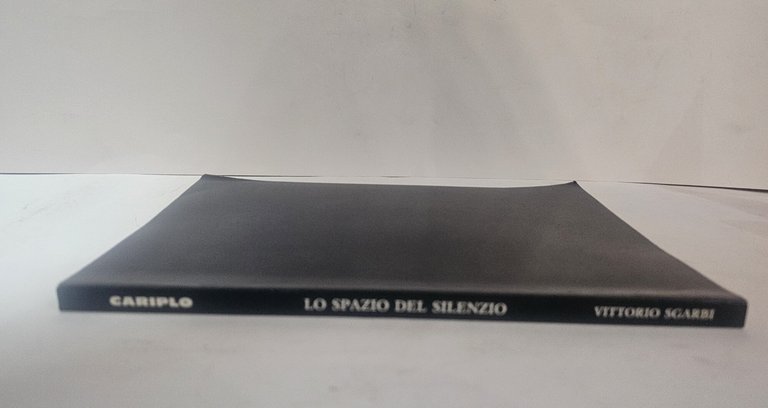 CARIPLO LO SPAZIO DEL SILENZIO VITTORIO SGARBI